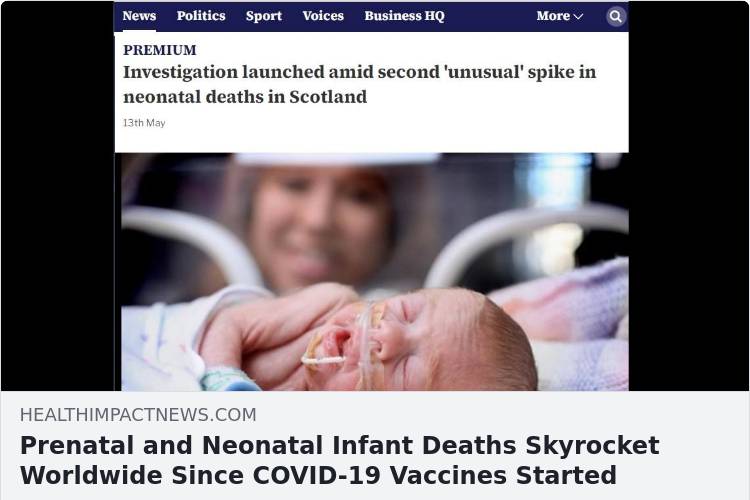 News Politics Sport Voices Business HQ More
PREMIUM
Investigation launched amid second 'unusual' spike in
neonatal deaths in Scotland
13th May
HEALTHIMPACTNEWS.COM
Prenatal and Neonatal Infant Deaths Skyrocket
Worldwide Since COVID-19 Vaccines Started